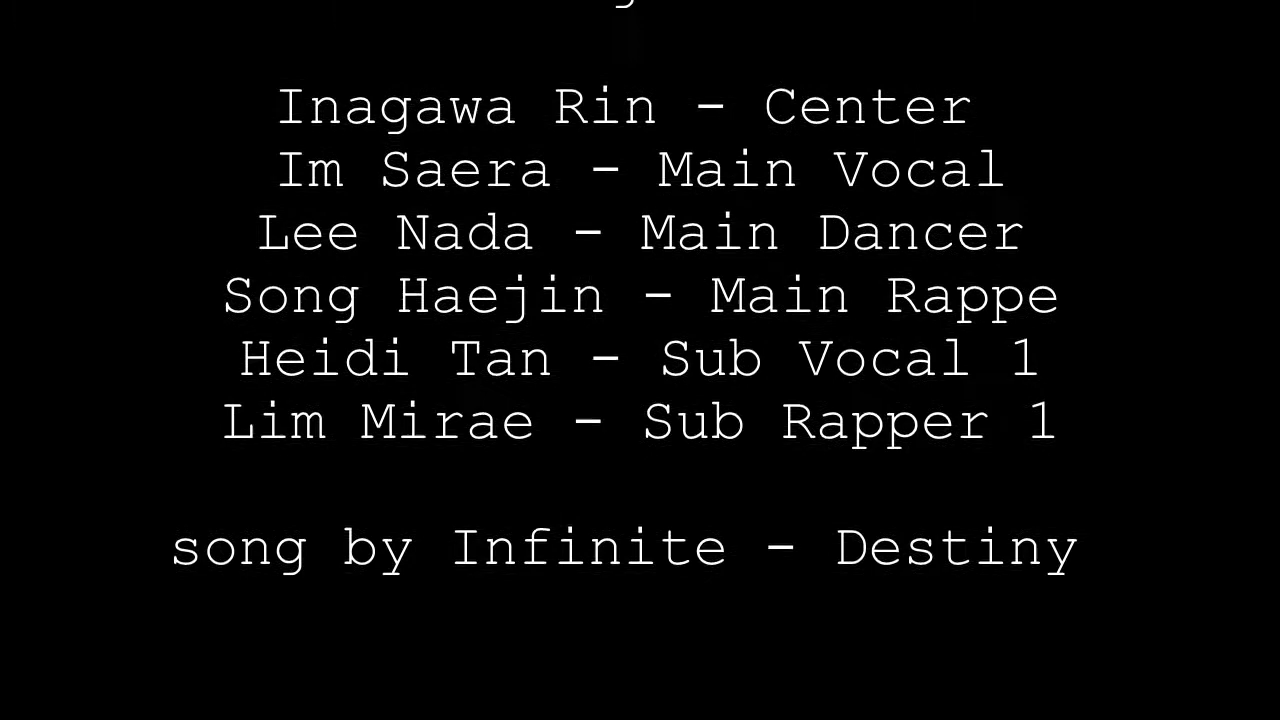 Inagawa Rin - Center
Im Saera - Main Vocal
Lee Nada - Main Dancer
Song Haejin - Main Rappe
Heidi Tan - Sub Vocal 1
Lim Mirae - Sub Rapper 1
song by Infinite - Destiny